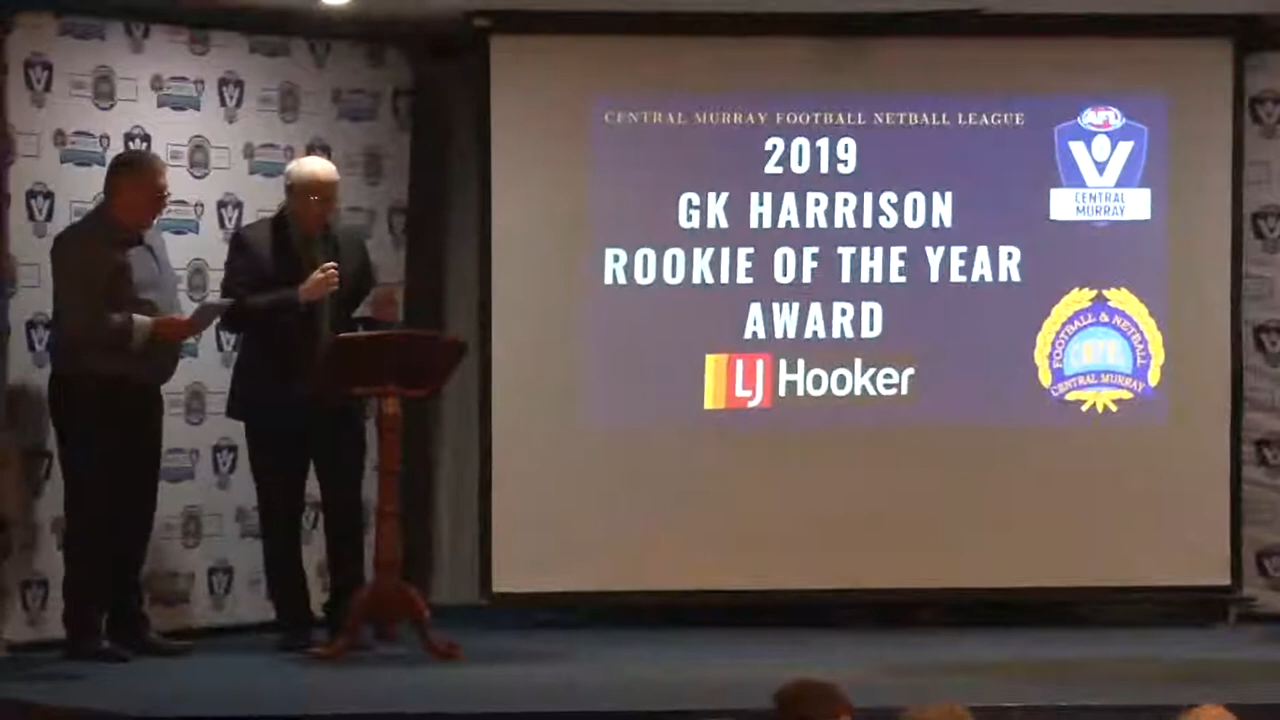 CENTRAL MURRAY FOOTBALL NETBALL LEAGUE
2019
GK HARRISON
ROOKIE OF THE YEAR
AWARD
LJ Hooker
AFL
V
CENTRAL
MURRAY
FOOTBALL & NETBALL
CENTRAL MURRAY